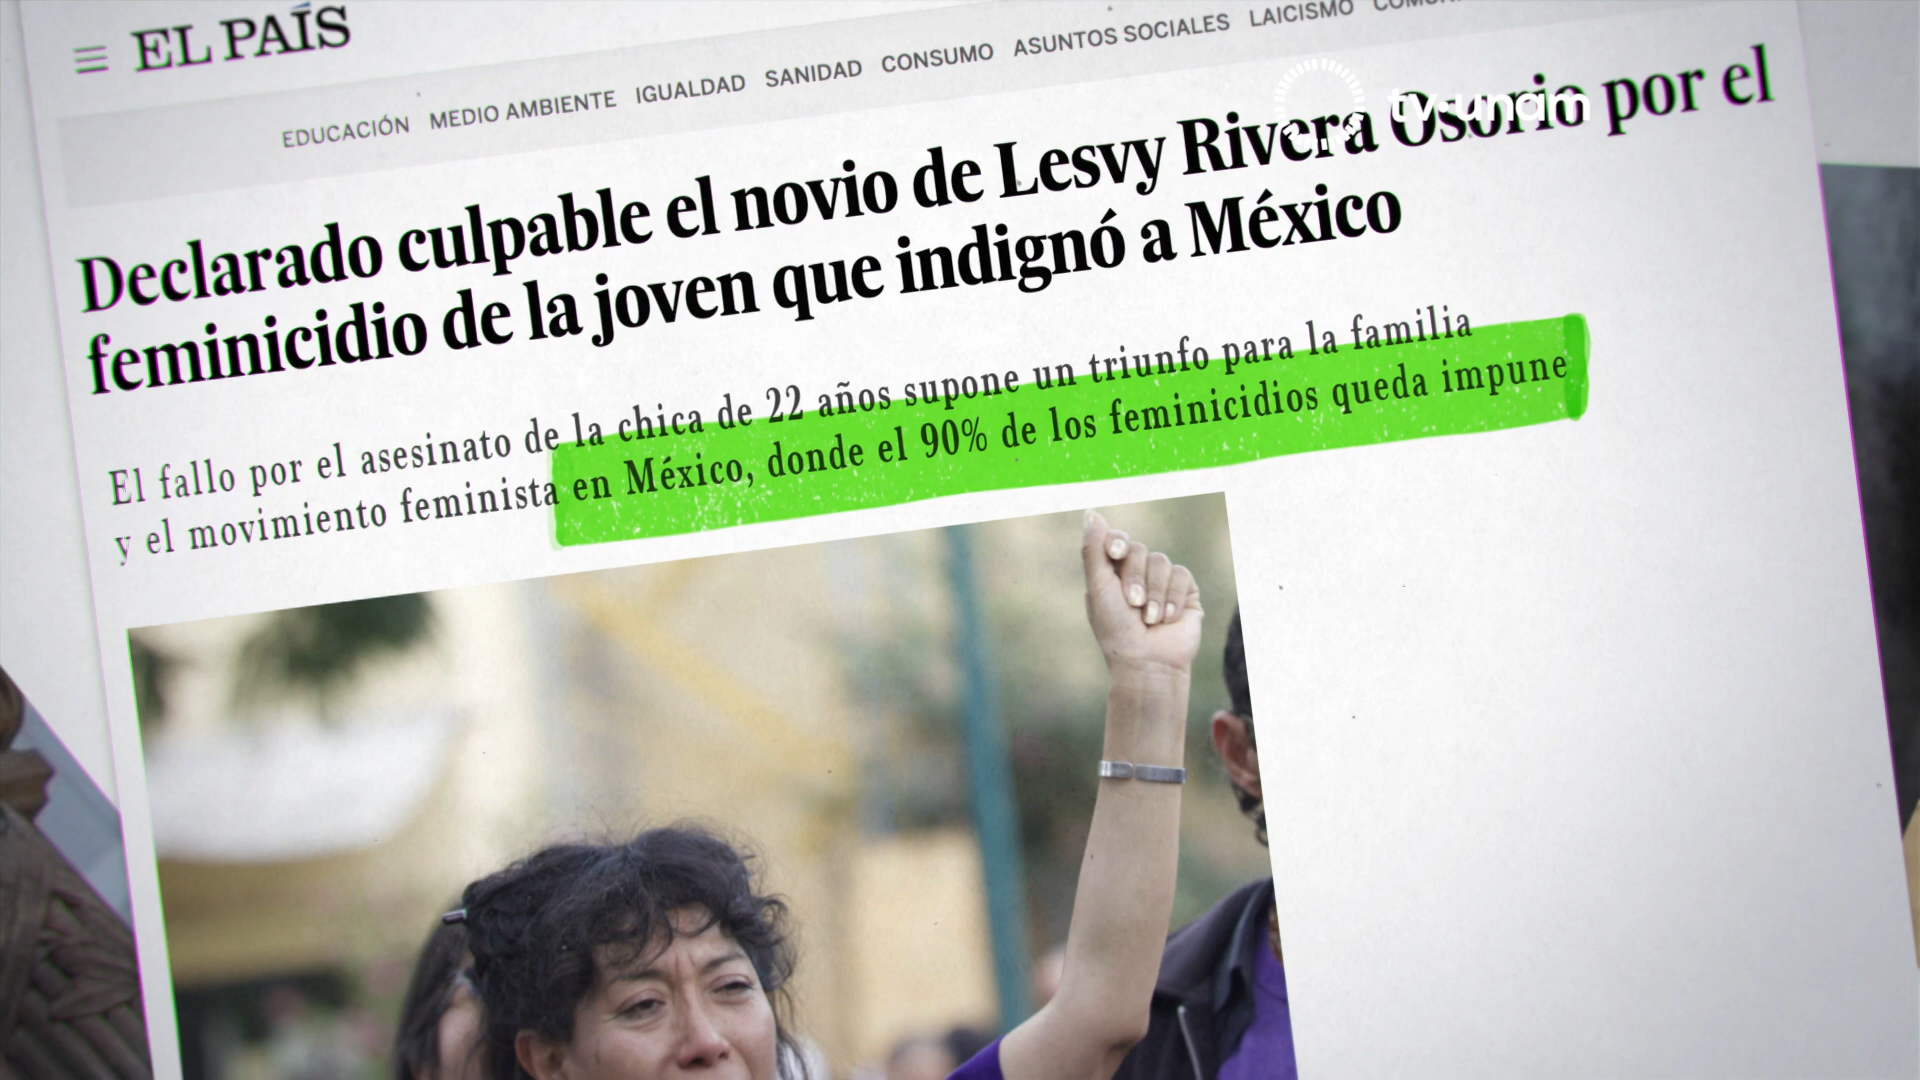 EL PAÍS
EDUCACIÓN MEDIO AMBIENTE IGUALDAD SANIDAD CONSUMO ASUNTOS SOCIALES LAICISMO
tv·unam
Declarado culpable el novio de Lesvy Rivera Osorio por el
feminicidio de la joven que indignó a México
El fallo por el asesinato de la chica de 22 años supone un triunfo para la familia
y el movimiento feminista en México, donde el 90% de los feminicidios queda impune